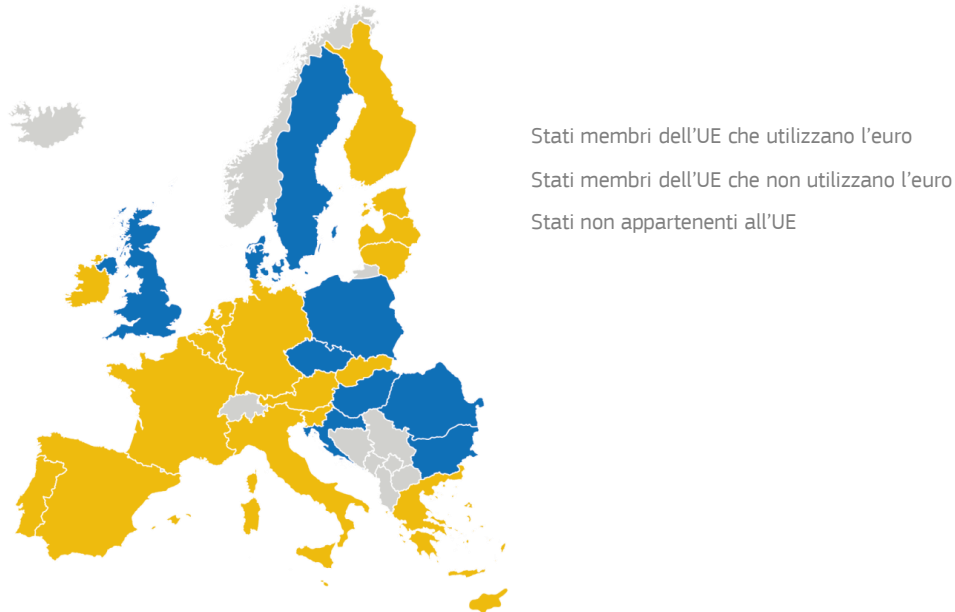 Stati membri dell'UE che utilizzano l'euro
Stati membri dell'UE che non utilizzano l'euro
Stati non appartenenti all'UE